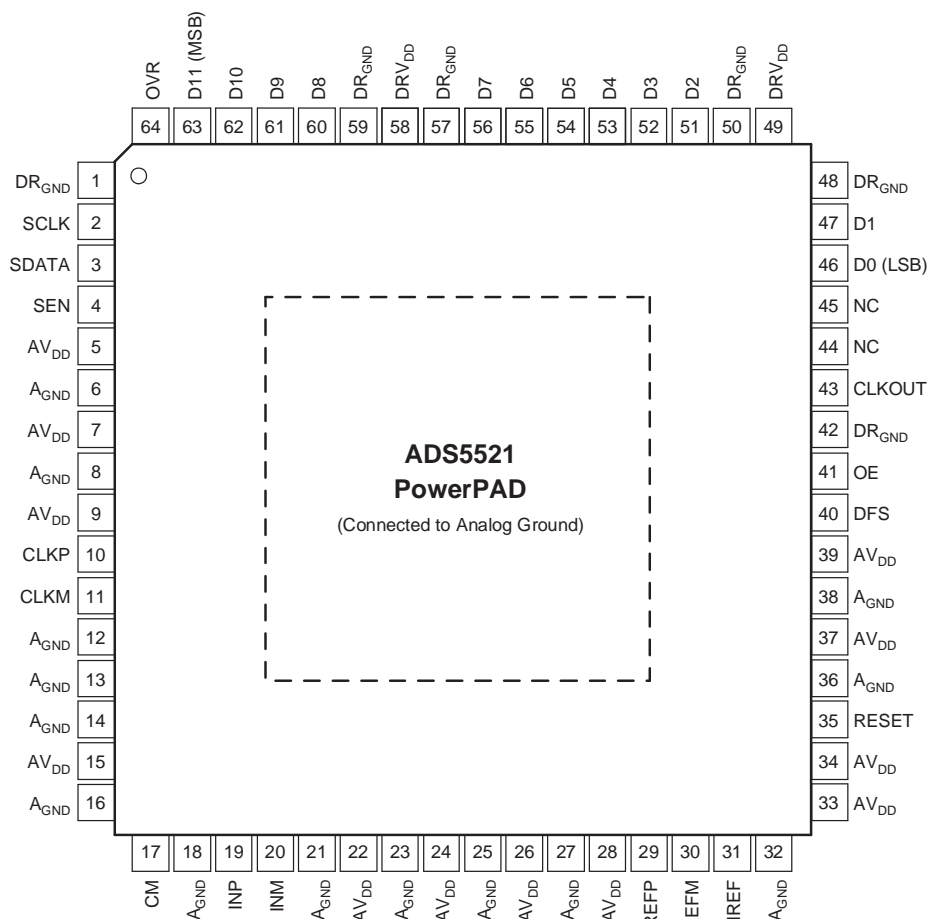 OVR
D11 (MSB)
D10
D9
D8
DRGND
DRVDD
DRGND
D7
D6
D5
D4
D3
D2
DRGND
DRVDD
64 63 62 61 60 59 58 57 56 55 54 53 52 51 50 49
DRGND 1
SCLK 2
SDATA 3
SEN 4
AVDD 5
AGND 6
AVDD 7
AGND 8
AVDD 9
CLKP 10
CLKM 11
AGND 12
AGND 13
AGND 14
AVDD 15
AGND 16
ADS5521
PowerPAD
(Connected to Analog Ground)
48 DRGND
47 D1
46 D0 (LSB)
45 NC
44 NC
43 CLKOUT
42 DRGND
41 OE
40 DFS
39 AVDD
38 AGND
37 AVDD
36 AGND
35 RESET
34 AVDD
33 AVDD
17 18 19 20 21 22 23 24 25 26 27 28 29 30 31 32
CM
AGND
INP
INM
AGND
AVDD
AGND
AVDD
AGND
AVDD
AGND
AVDD
REFP
EFM
IREF
AGND